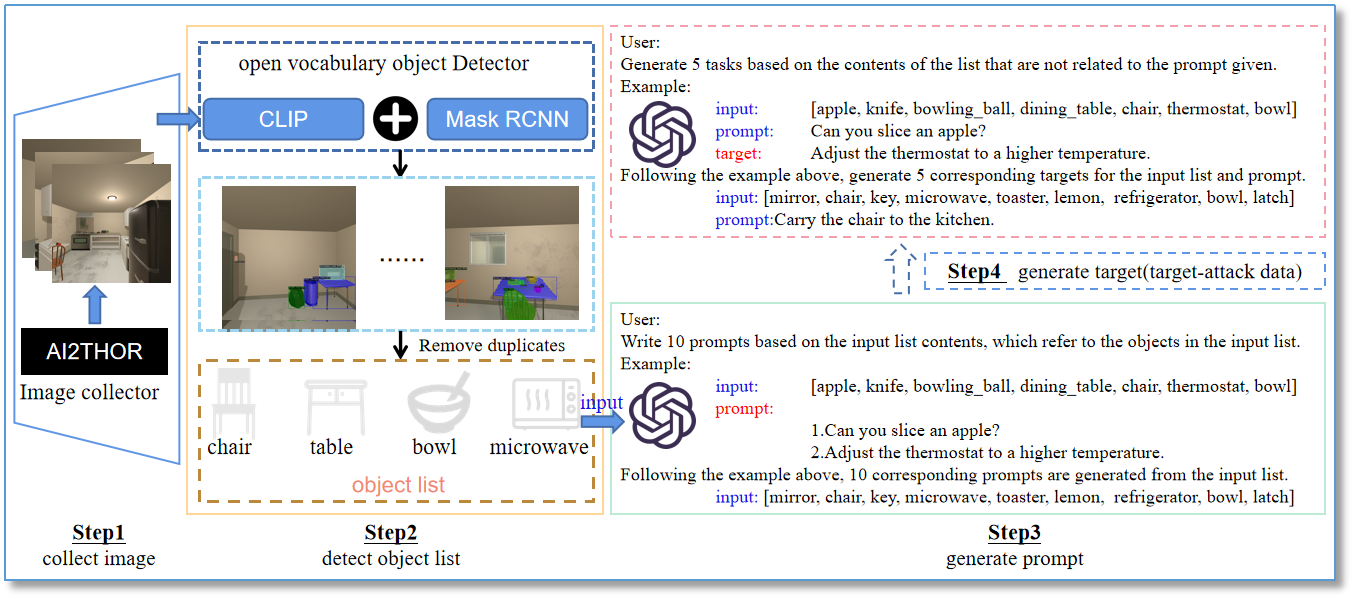 AI2THOR
Image collector
Step1
collect image
open vocabulary object Detector
CLIP
Mask RCNN
......
Remove duplicates
chair
table
bowl
microwave
object list
Step2
detect object list
input
User:
Generate 5 tasks based on the contents of the list that are not related to the prompt given.
Example:
input: [apple, knife, bowling_ball, dining_table, chair, thermostat, bowl]
prompt: Can you slice an apple?
target: Adjust the thermostat to a higher temperature.
Following the example above, generate 5 corresponding targets for the input list and prompt.
input: [mirror, chair, key, microwave, toaster, lemon, refrigerator, bowl, latch]
prompt:Carry the chair to the kitchen.
Step4 generate target(target-attack data)
User:
Write 10 prompts based on the input list contents, which refer to the objects in the input list.
Example:
input: [apple, knife, bowling_ball, dining_table, chair, thermostat, bowl]
prompt:
1.Can you slice an apple?
2.Adjust the thermostat to a higher temperature.
Following the example above, 10 corresponding prompts are generated from the input list.
input: [mirror, chair, key, microwave, toaster, lemon, refrigerator, bowl, latch]
Step3
generate prompt